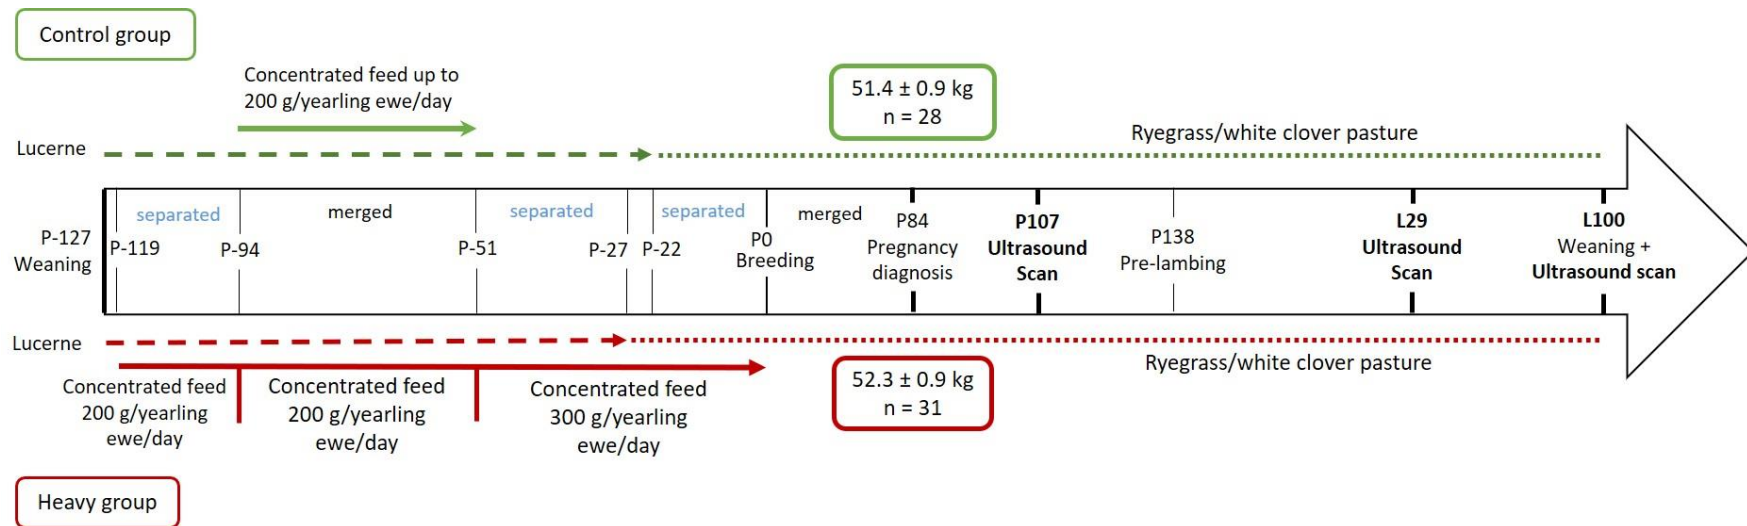 Control group
Concentrated feed up to
200 g/yearling ewe/day
51.4 ± 0.9 kg
n = 28
Lucerne
Ryegrass/white clover pasture
P-127
Weaning
P-119
separated
P-94
merged
P-51
separated
P-27
P-22
separated
P0
Breeding
merged
P84
Pregnancy
diagnosis
P107
Ultrasound
Scan
P138
Pre-lambing
L29
Ultrasound
Scan
L100
Weaning +
Ultrasound scan
Lucerne
Ryegrass/white clover pasture
Concentrated feed
200 g/yearling
ewe/day
Concentrated feed
200 g/yearling
ewe/day
Concentrated feed
300 g/yearling
ewe/day
52.3 ± 0.9 kg
n = 31
Heavy group